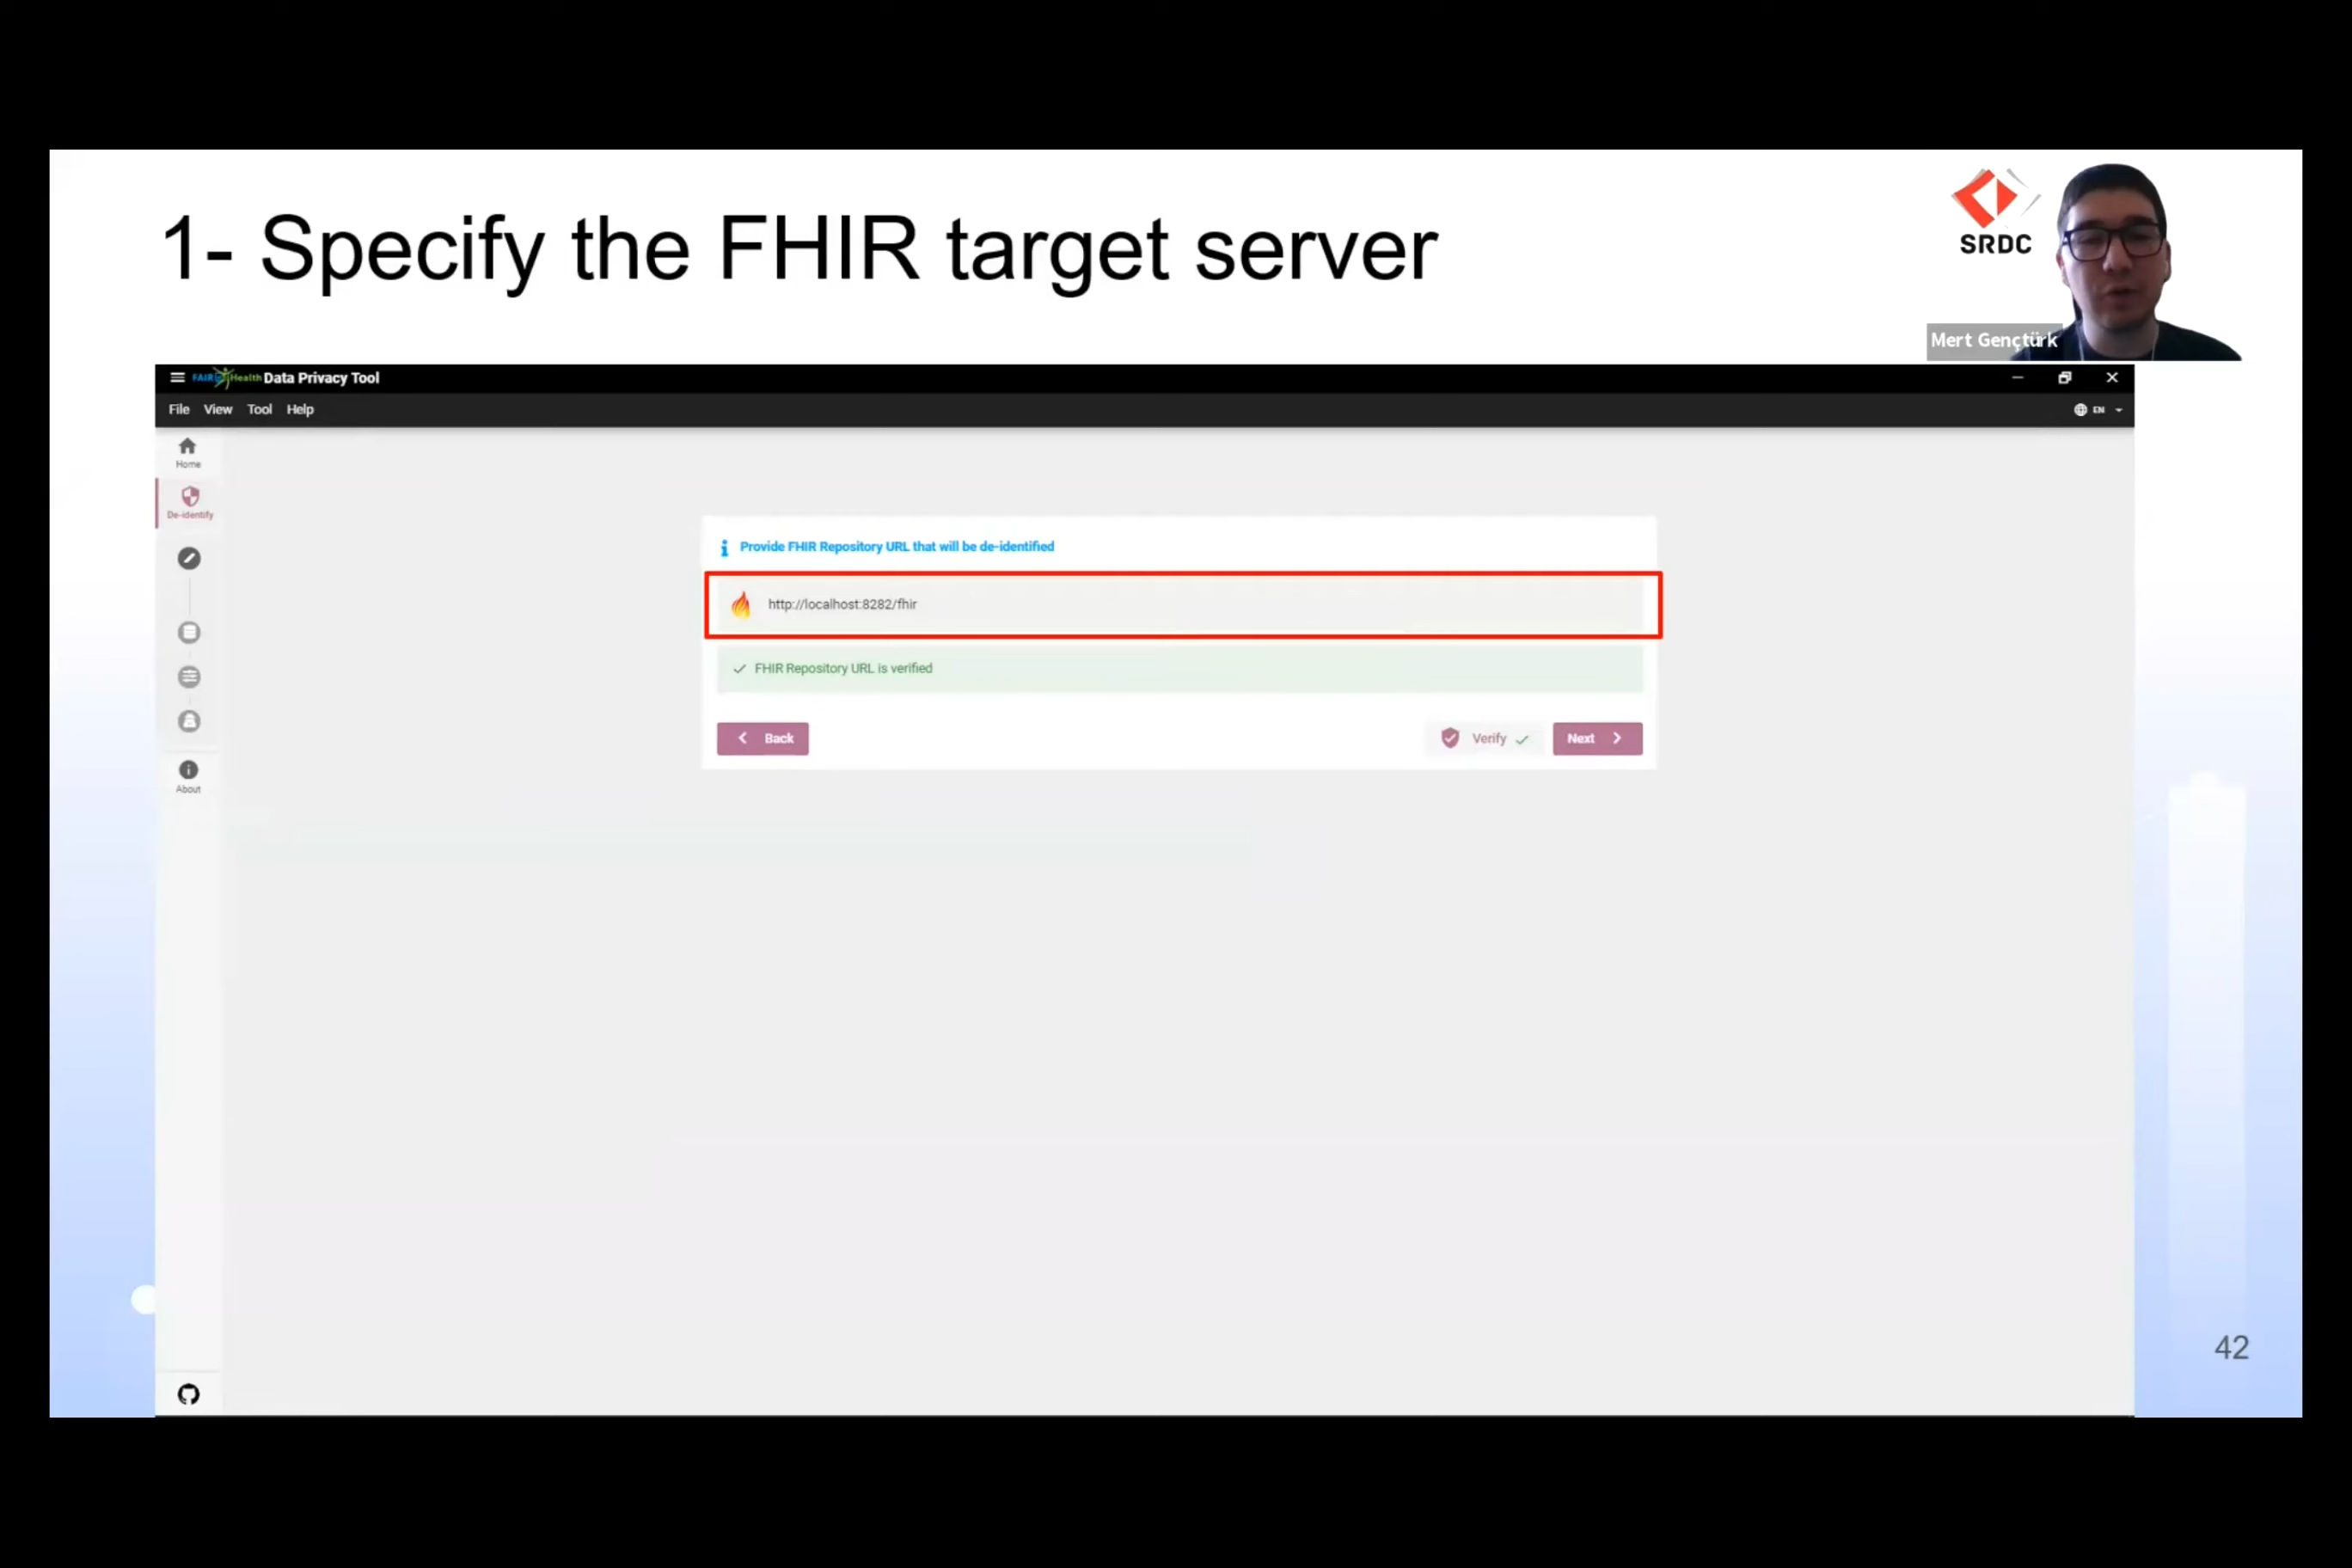 1- Specify the FHIR target server
SRDC
Mert Gençtürk
FAIR4Health Data Privacy Tool
File View Tool Help
EN
Home
De-identify
About
Provide FHIR Repository URL that will be de-identified
http://localhost:8282/fhir
FHIR Repository URL is verified
Back
Verify
Next
42